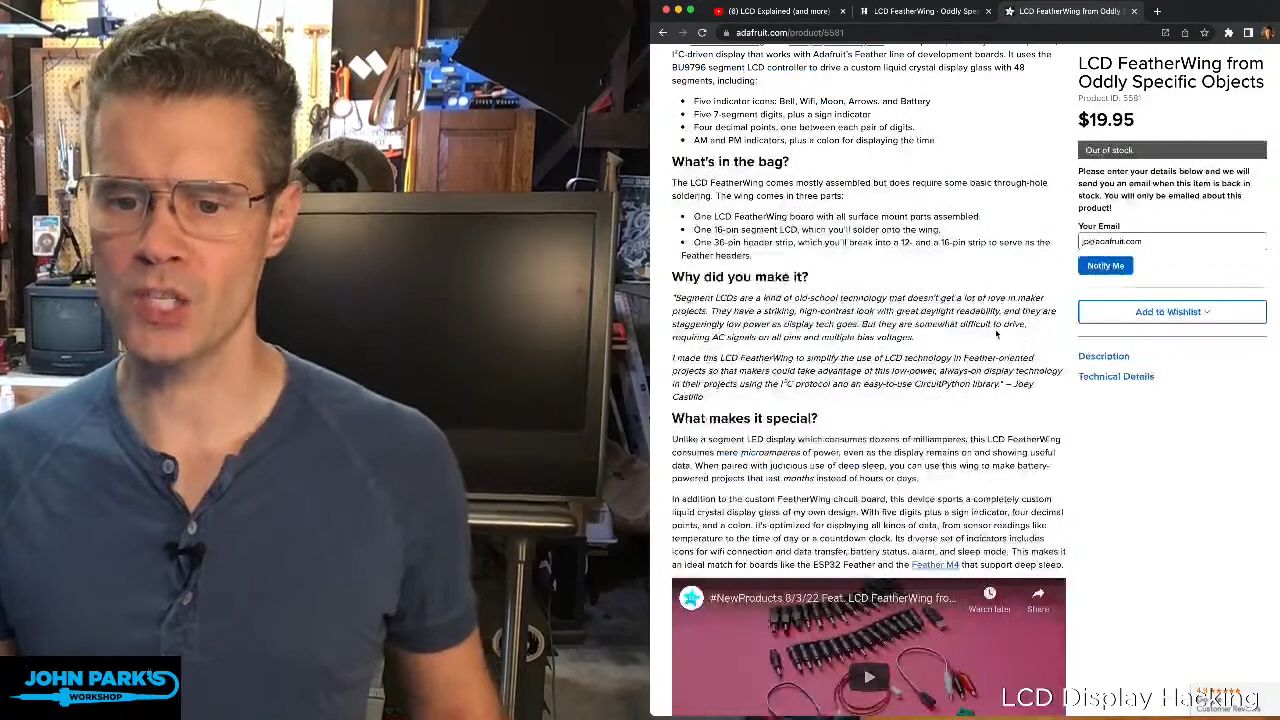 (8) LCD Explained (and more)
LCD FeatherWing - Oddly Sp
LCD FeatherWing from Oddly S
adafruit.com/product/5581
I²C-driven display that works with Adafruit's Feather line of development boards. It uses the
BU9796 segment LCD controller to drive a custom liquid crystal display glass with 48
segments, including:
Five indicator icons: Bell, Wifi, Moon, Arrows, and Battery
Five 7-segment digits, plus a sign indicator
Four decimal points, one between each pair of digits.
AM and PM indicators, plus a colon for displaying the time.
What's in the bag?
The LCD FeatherWing comes mostly assembled but does require some basic through-hole
soldering. The wing comes in three parts:
One LCD FeatherWing board with all surface mount ports assembled.
One 16-pin segment LCD, which you'll solder onto the wing.
One 36-pin header strip, which you'll break into a 12- and a 16-pin strip to serve as the
Feather headers.
Why did you make it?
"Segment LCDs are a kind of old-school technology that doesn't get a lot of love in maker
projects. They have a striking, high-contrast look with great daylight readability, and they are
staggeringly low power as display tech goes. But they are somewhat difficult to drive,
requiring AC signals on all pins and multiple bias voltages.
I made this LCD FeatherWing to simplify the use of LCD technology in Feather-oriented
projects so that makers could take advantage of this low-power, always-on display technology
in their projects using the I²C protocol and an easy-to-use CircuitPython library." – Joey
Castillo
What makes it special?
Unlike a segment LED display which consumes dozens of milliamperes, this LCD FeatherWing
consumes mere microamperes of power, even as the display remains on and showing useful
data. When paired with judicious use of deep sleep, you can use this wing to make battery-
powered projects that last months instead of hours or days.
In addition to the custom FeatherWing circuit board, this device sports a completely custom
liquid crystal display glass of my own design. With five digits plus a sign indicator, four decimal
points, and a colon, it's optimized for displaying all kinds of data, from sensor readings like
temperature to the time of day or a countdown clock. Its diverse set of indicators includes
icons for wifi connection and data transfer, battery status, alarm, and sleep mode. This makes it
an ideal match for boards like the ESP32 Feather and the Feather M4 that support deep sleep.
#NewProducts 8/3/22 Feat. LCD FeatherWing fro...
Watch later
Share
LCD FeatherWing from
Oddly Specific Objects
Product ID: 5581
$19.95
Out of stock
Please enter your details below and we will
send you an email when this item is back in
stock. You will only be emailed about this
product!
Your Email
jp@adafruit.com
Notify Me
Add to Wishlist
Description
Technical Details
JOHN PARK'S
WORKSHOP
LCD Display Hacking
Customer Reviews